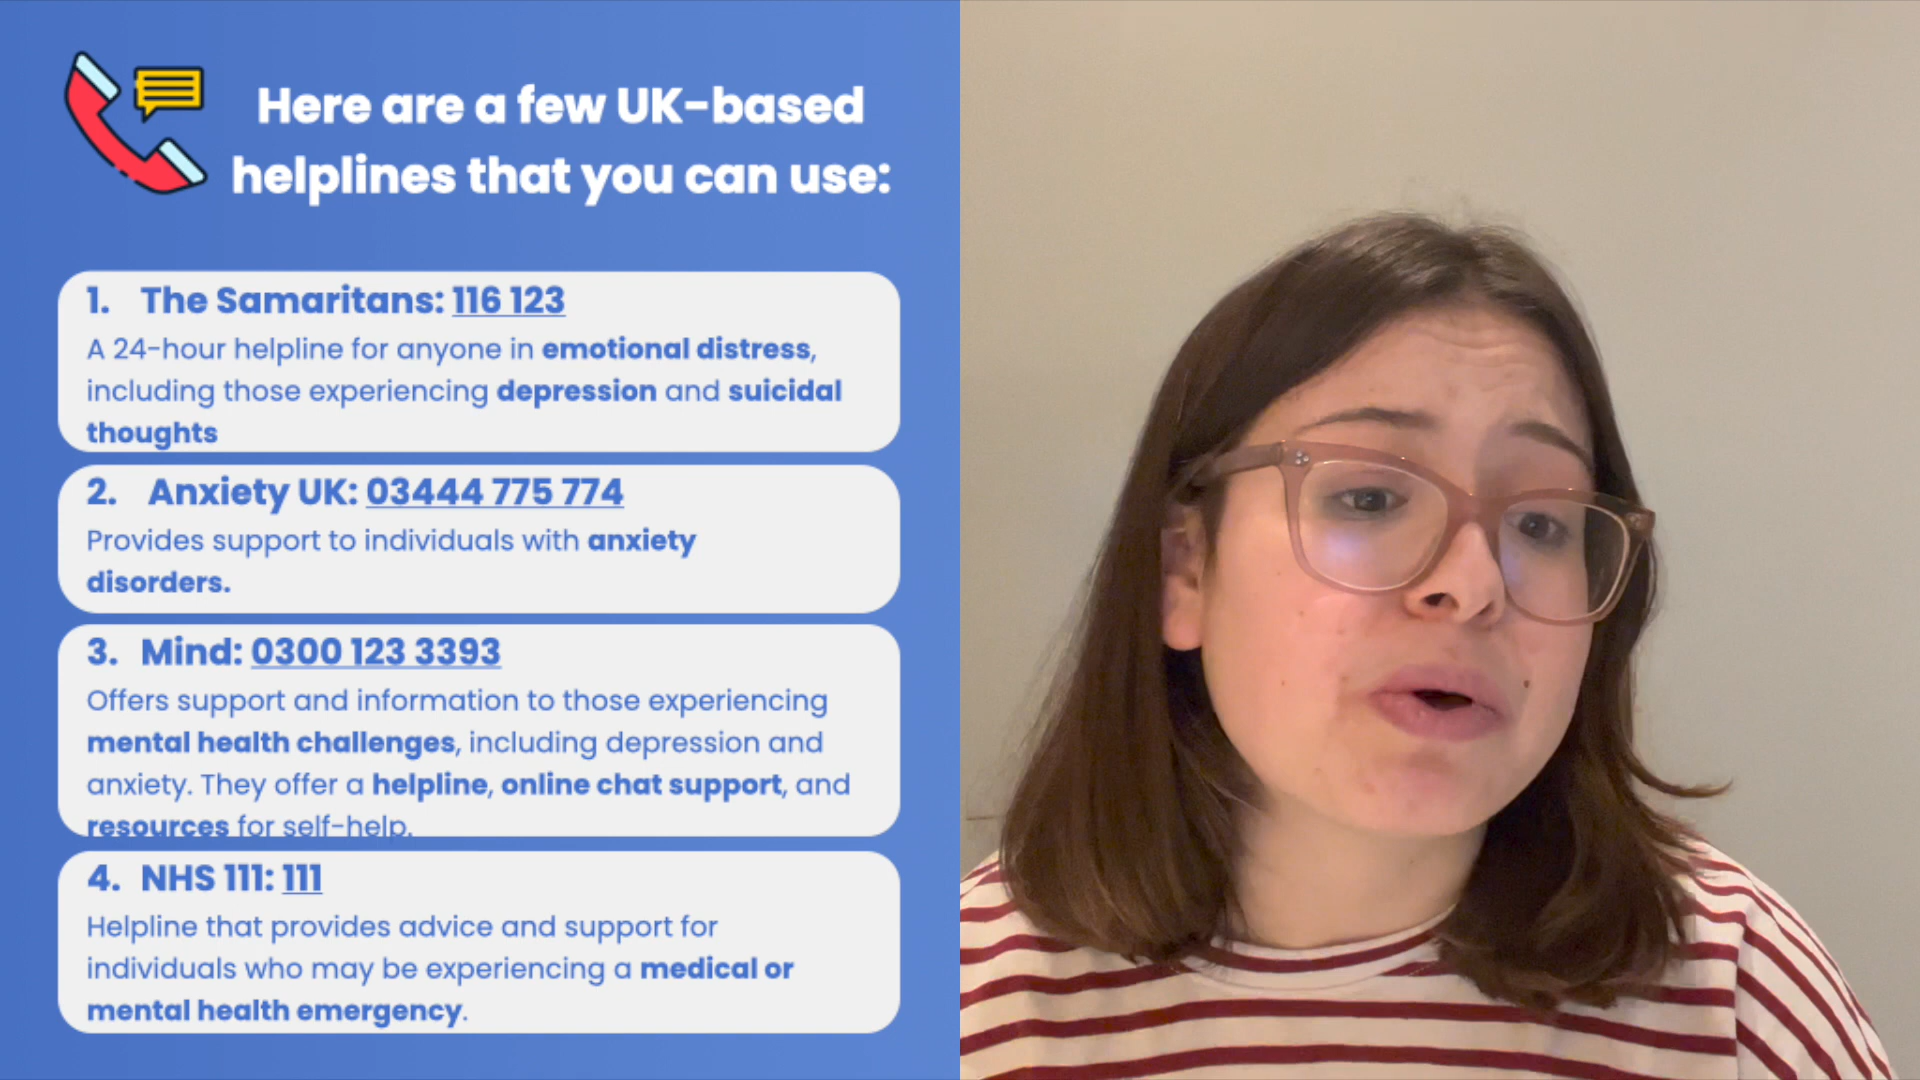 Here are a few UK-based
helplines that you can use:
1. The Samaritans: 116 123
A 24-hour helpline for anyone in emotional distress,
including those experiencing depression and suicidal
thoughts
2. Anxiety UK: 03444 775 774
Provides support to individuals with anxiety
disorders.
3. Mind: 0300 123 3393
Offers support and information to those experiencing
mental health challenges, including depression and
anxiety. They offer a helpline, online chat support, and
resources for self-help.
4. NHS 111: 111
Helpline that provides advice and support for
individuals who may be experiencing a medical or
mental health emergency.